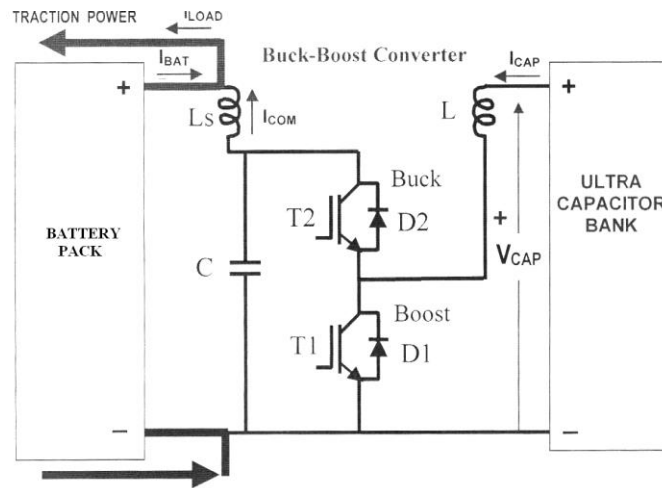 TRACTION POWER
ILOAD
IBAT
Buck-Boost Converter
ICAP
+
+
Ls
ICOM
L
Buck
T2
D2
ULTRA
CAPACITOR
BANK
BATTERY
PACK
+
VCAP
C
Boost
T1
D1
−
−